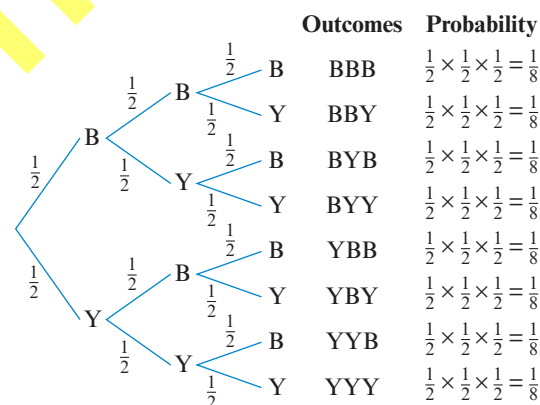 Outcomes Probability
1/2 B BBB 1/2 × 1/2 × 1/2 = 1/8
1/2 B
1/2 Y BBY 1/2 × 1/2 × 1/2 = 1/8
B
1/2 1/2 B BYB 1/2 × 1/2 × 1/2 = 1/8
1/2 Y
1/2 Y BYY 1/2 × 1/2 × 1/2 = 1/8
1/2 B YBB 1/2 × 1/2 × 1/2 = 1/8
1/2 1/2 B
1/2 Y YBY 1/2 × 1/2 × 1/2 = 1/8
Y
1/2 B YYB 1/2 × 1/2 × 1/2 = 1/8
1/2 Y
1/2 Y YYY 1/2 × 1/2 × 1/2 = 1/8